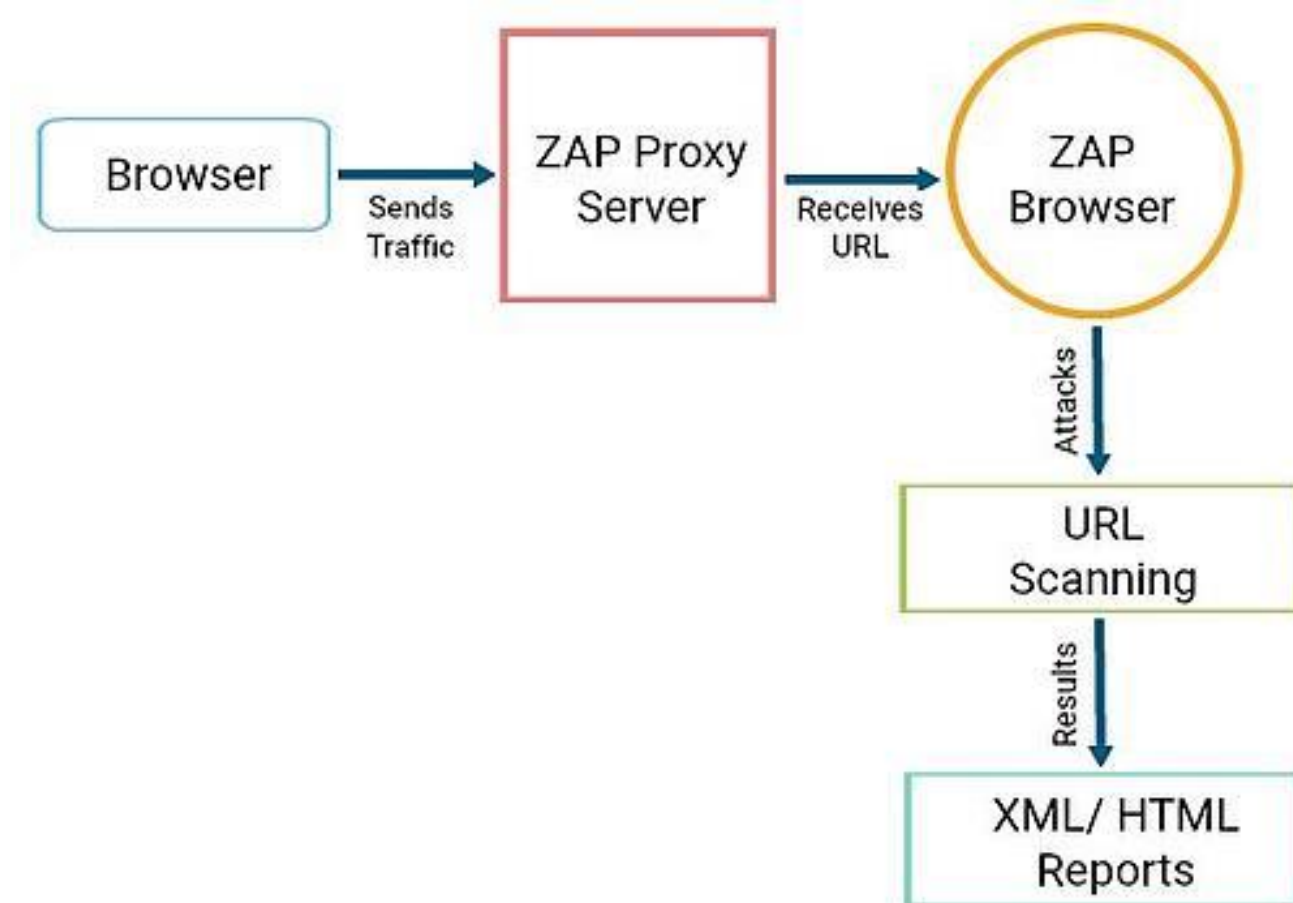 Browser
Sends
Traffic
ZAP Proxy
Server
Receives
URL
ZAP
Browser
Attacks
URL
Scanning
Results
XML/ HTML
Reports